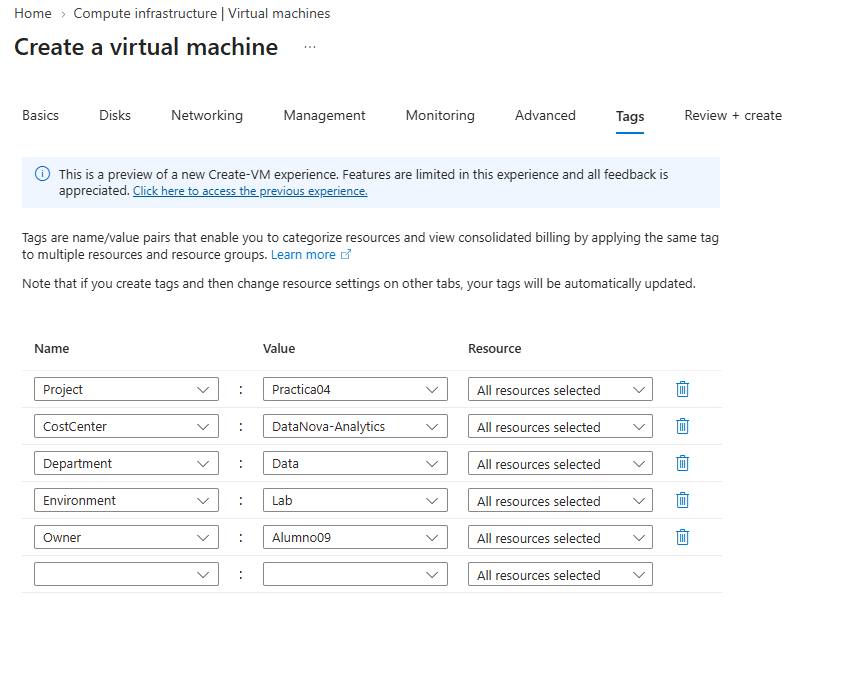 Home > Compute infrastructure | Virtual machines
Create a virtual machine ...
Basics Disks Networking Management Monitoring Advanced Tags Review + create
This is a preview of a new Create-VM experience. Features are limited in this experience and all feedback is
appreciated. Click here to access the previous experience.
Tags are name/value pairs that enable you to categorize resources and view consolidated billing by applying the same tag
to multiple resources and resource groups. Learn more
Note that if you create tags and then change resource settings on other tabs, your tags will be automatically updated.
Name Value Resource
Project : Practica04 All resources selected
CostCenter : DataNova-Analytics All resources selected
Department : Data All resources selected
Environment : Lab All resources selected
Owner : Alumno09 All resources selected
: All resources selected